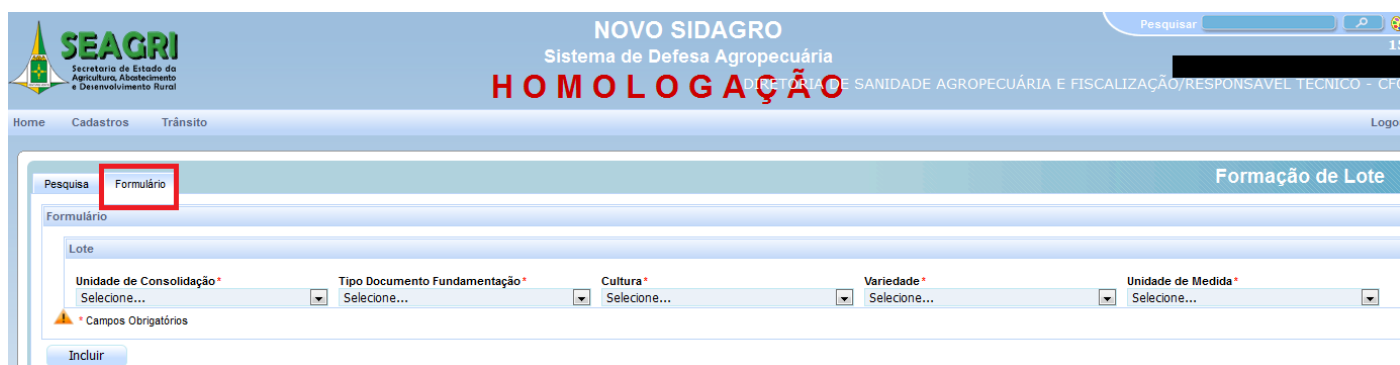 SEAGRI
Secretaria de Estado da
Agricultura, Abastecimento
e Desenvolvimento Rural
NOVO SIDAGRO
Sistema de Defesa Agropecuária
HOMOLOGAÇÃO
Pesquisar
DIRETORIA DE SANIDADE AGROPECUÁRIA E FISCALIZAÇÃO/RESPONSAVEL TECNICO - CFO
Home Cadastros Trânsito Logo
Pesquisa Formulário Formação de Lote
Formulário
Lote
Unidade de Consolidação * Tipo Documento Fundamentação * Cultura * Variedade * Unidade de Medida *
Selecione... Selecione... Selecione... Selecione... Selecione...
* Campos Obrigatórios
Incluir